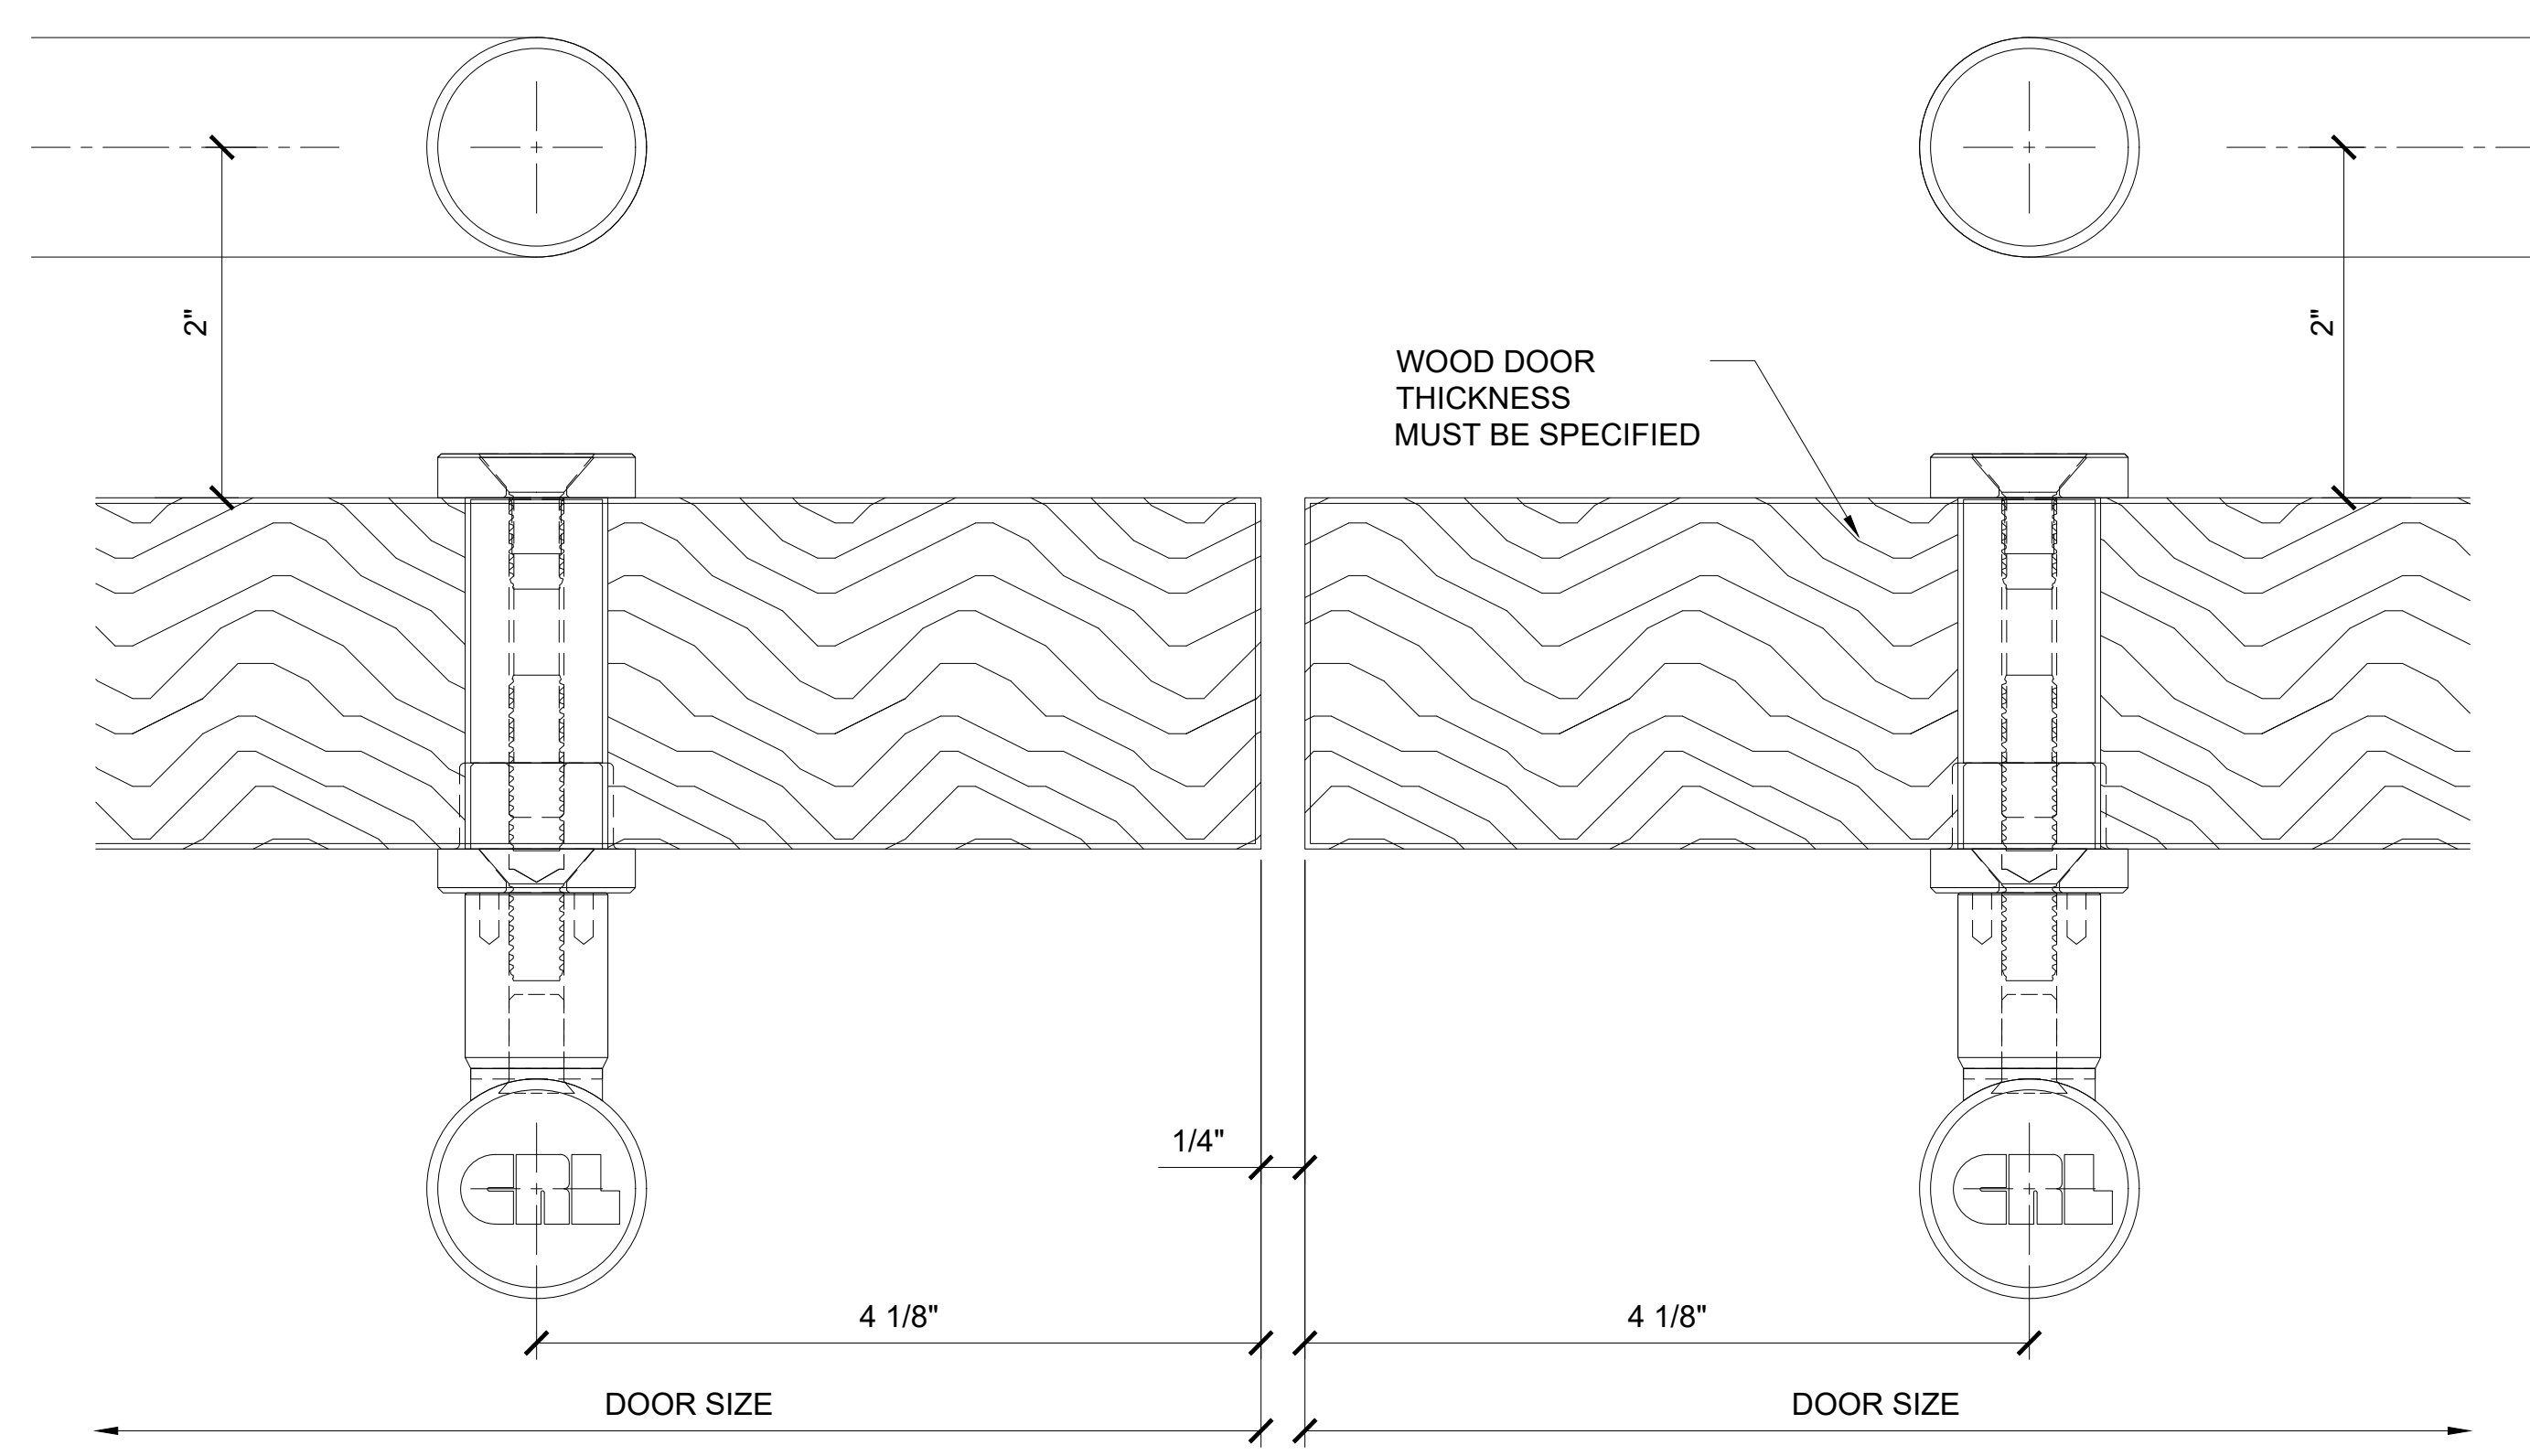 2"
2"
WOOD DOOR
THICKNESS
MUST BE SPECIFIED
1/4"
CRL
CRL
4 1/8"
4 1/8"
DOOR SIZE
DOOR SIZE